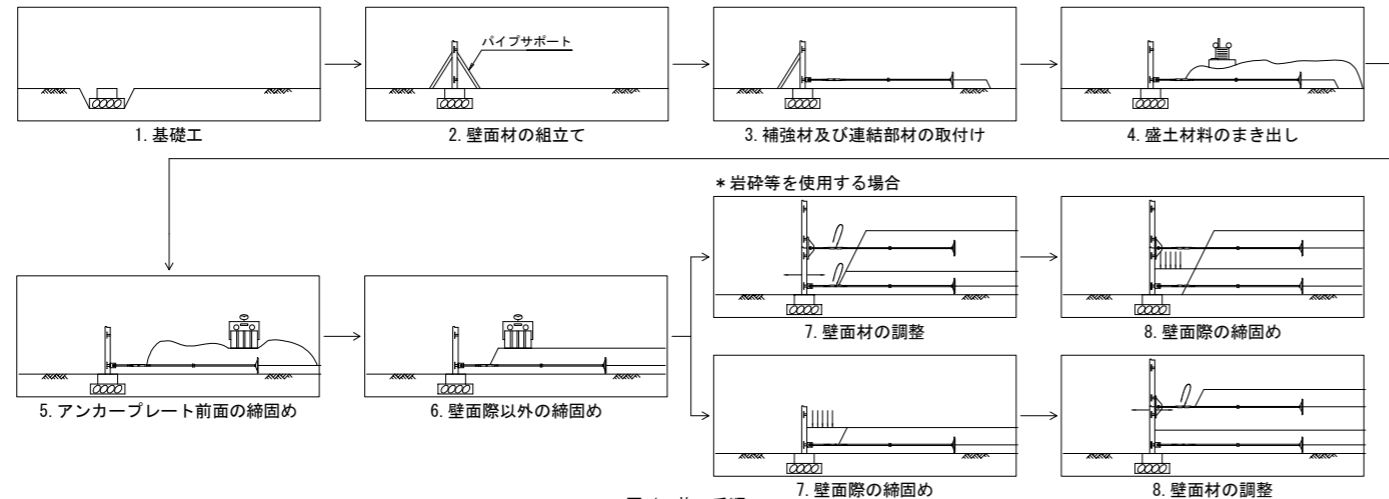 パイプサポート
1. 基礎工
2. 壁面材の組立て
3. 補強材及び連結部材の取付け
4. 盛土材料のまき出し
＊岩砕等を使用する場合
5. アンカープレート前面の締固め
6. 壁面際以外の締固め
7. 壁面材の調整
8. 壁面際の締固め
7. 壁面際の締固め
8. 壁面材の調整